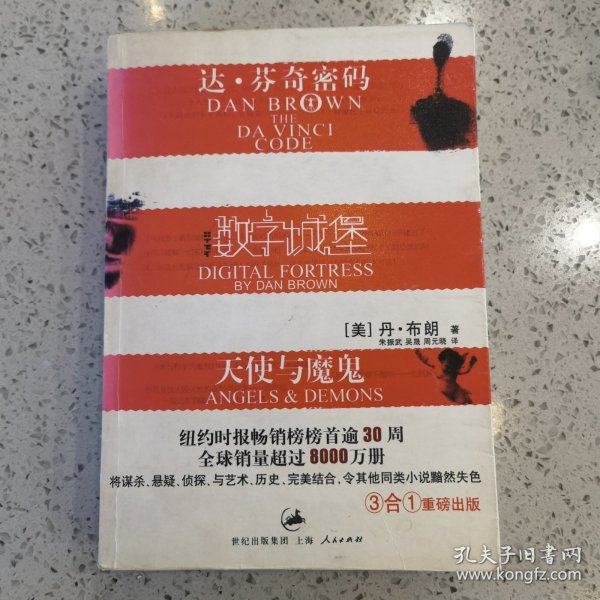 达·芬奇密码
DAN BROWN
THE
DA VINCI
CODE
数字城堡
DIGITAL FORTRESS
BY DAN BROWN
[美] 丹·布朗 著
朱振武 吴晟 周元晓 译
天使与魔鬼
ANGELS & DEMONS
纽约时报畅销榜榜首逾30周
全球销量超过8000万册
将谋杀、悬疑、侦探、与艺术、历史、完美结合,令其他同类小说黯然失色
③合①重磅出版
世纪出版集团 上海人民出版社
孔夫子旧书网
www.kongfz.com